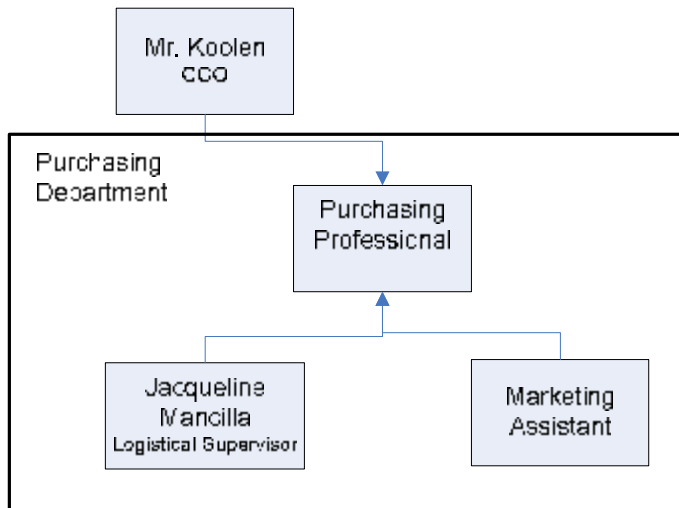 Mr. Koolen
CCO
Purchasing
Department
Purchasing
Professional
Jacqueline
Mancilla
Logistical Supervisor
Marketing
Assistant